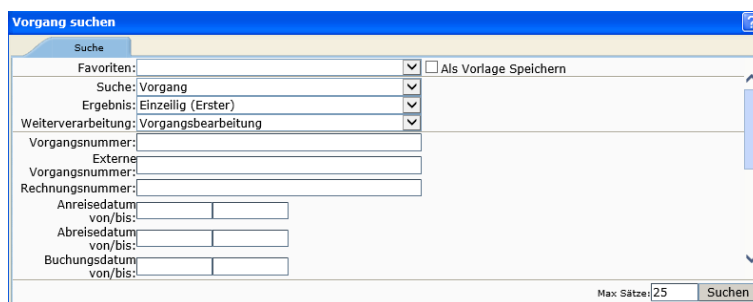 Vorgang suchen ?
Suche
Favoriten: Als Vorlage Speichern
Suche: Vorgang
Ergebnis: Einzeilig (Erster)
Weiterverarbeitung: Vorgangsbearbeitung
Vorgangsnummer:
Externe
Vorgangsnummer:
Rechnungsnummer:
Anreisedatum
von/bis:
Abreisedatum
von/bis:
Buchungsdatum
von/bis:
Max Sätze: 25 Suchen